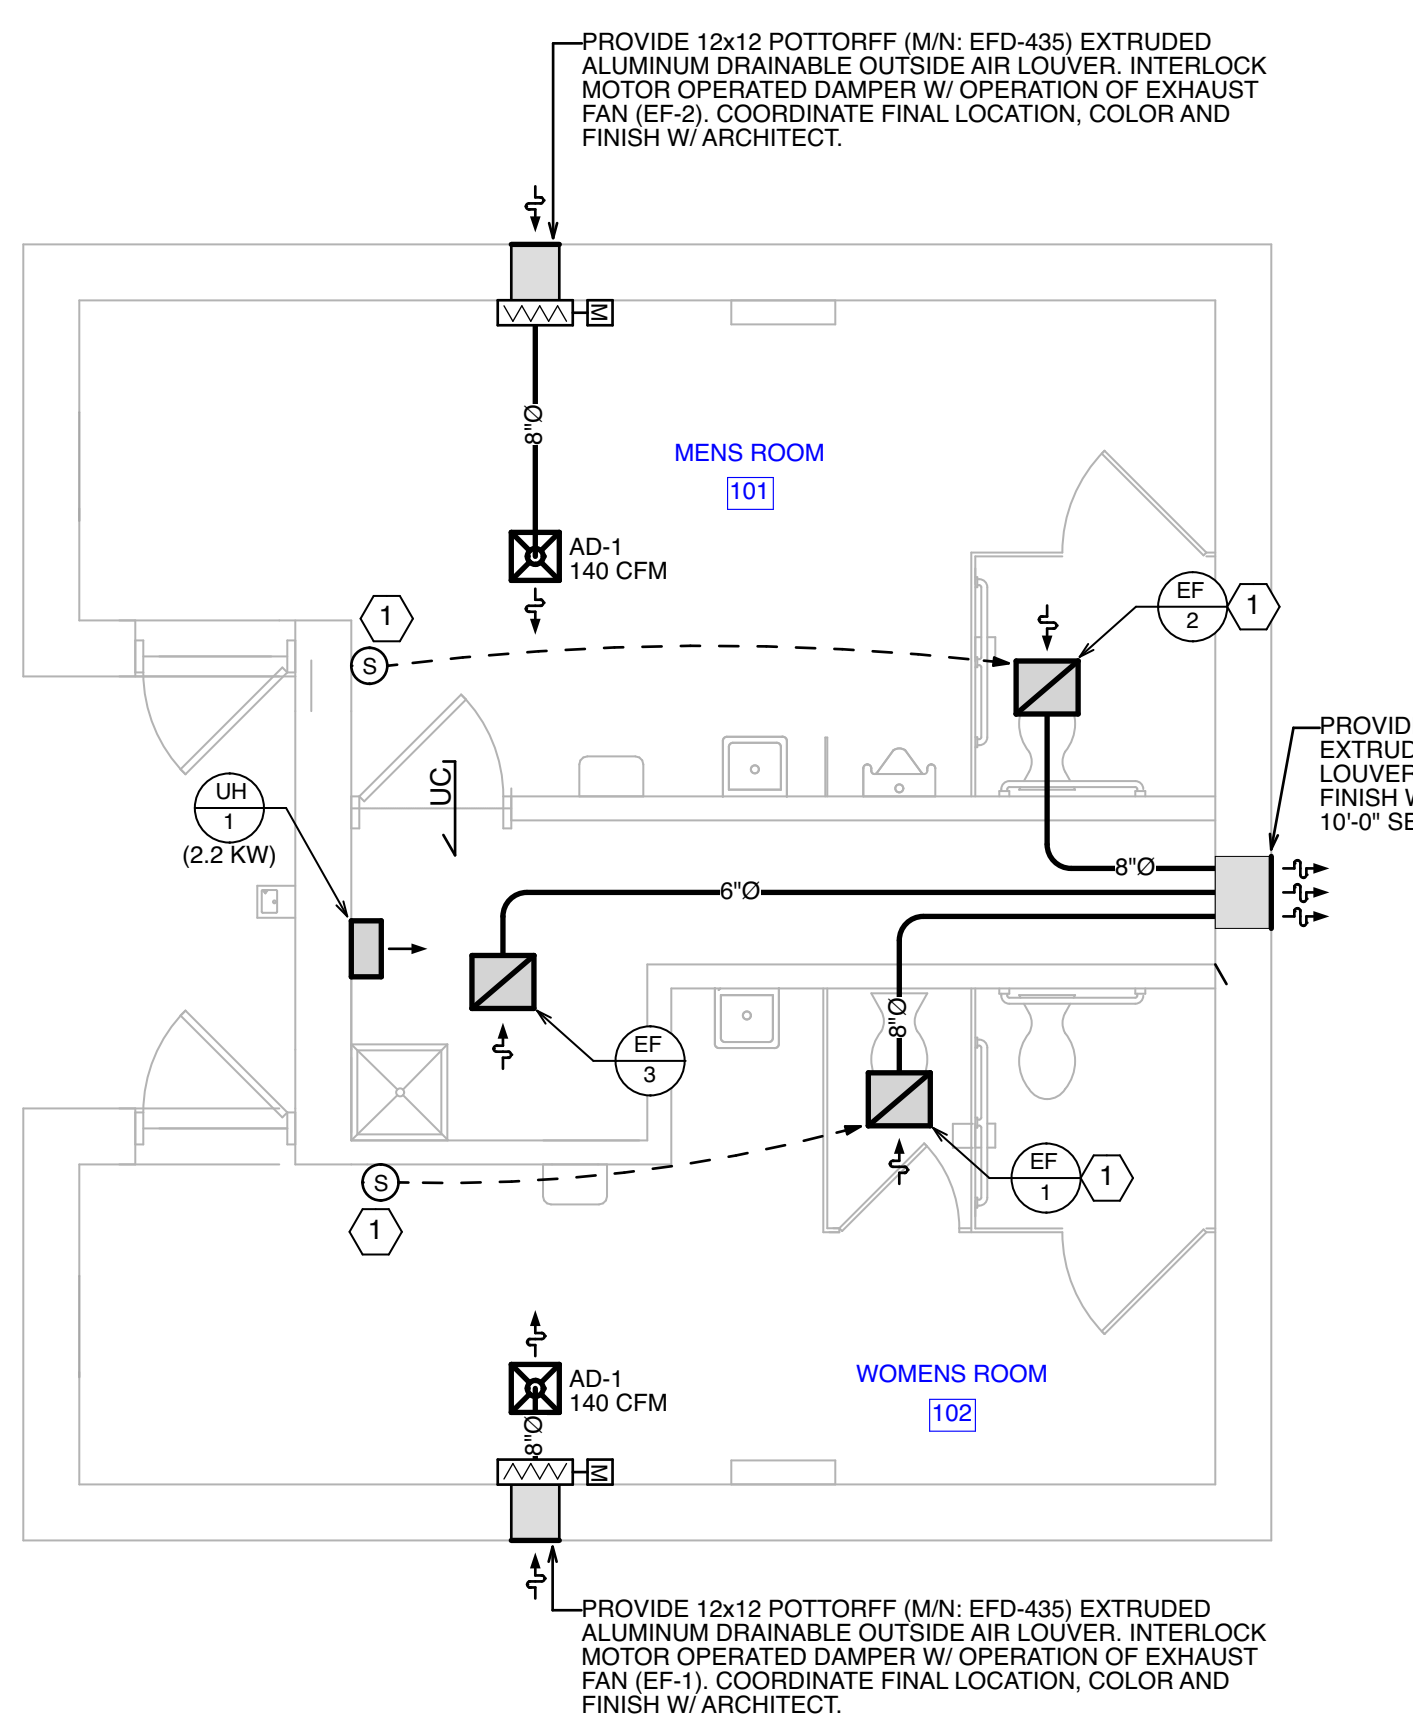 PROVIDE 12x12 POTTORFF (M/N: EFD-435) EXTRUDED
ALUMINUM DRAINABLE OUTSIDE AIR LOUVER. INTERLOCK
MOTOR OPERATED DAMPER W/ OPERATION OF EXHAUST
FAN (EF-2). COORDINATE FINAL LOCATION, COLOR AND
FINISH W/ ARCHITECT.
M
8"Ø
MENS ROOM
101
AD-1
140 CFM
1
S
EF
2
1
PROVID
EXTRUD
LOUVER
FINISH W
10'-0" SE
UC
UH
1
(2.2 KW)
8"Ø
6"Ø
8"Ø
EF
3
EF
1
1
S
1
AD-1
140 CFM
8"Ø
M
WOMENS ROOM
102
PROVIDE 12x12 POTTORFF (M/N: EFD-435) EXTRUDED
ALUMINUM DRAINABLE OUTSIDE AIR LOUVER. INTERLOCK
MOTOR OPERATED DAMPER W/ OPERATION OF EXHAUST
FAN (EF-1). COORDINATE FINAL LOCATION, COLOR AND
FINISH W/ ARCHITECT.